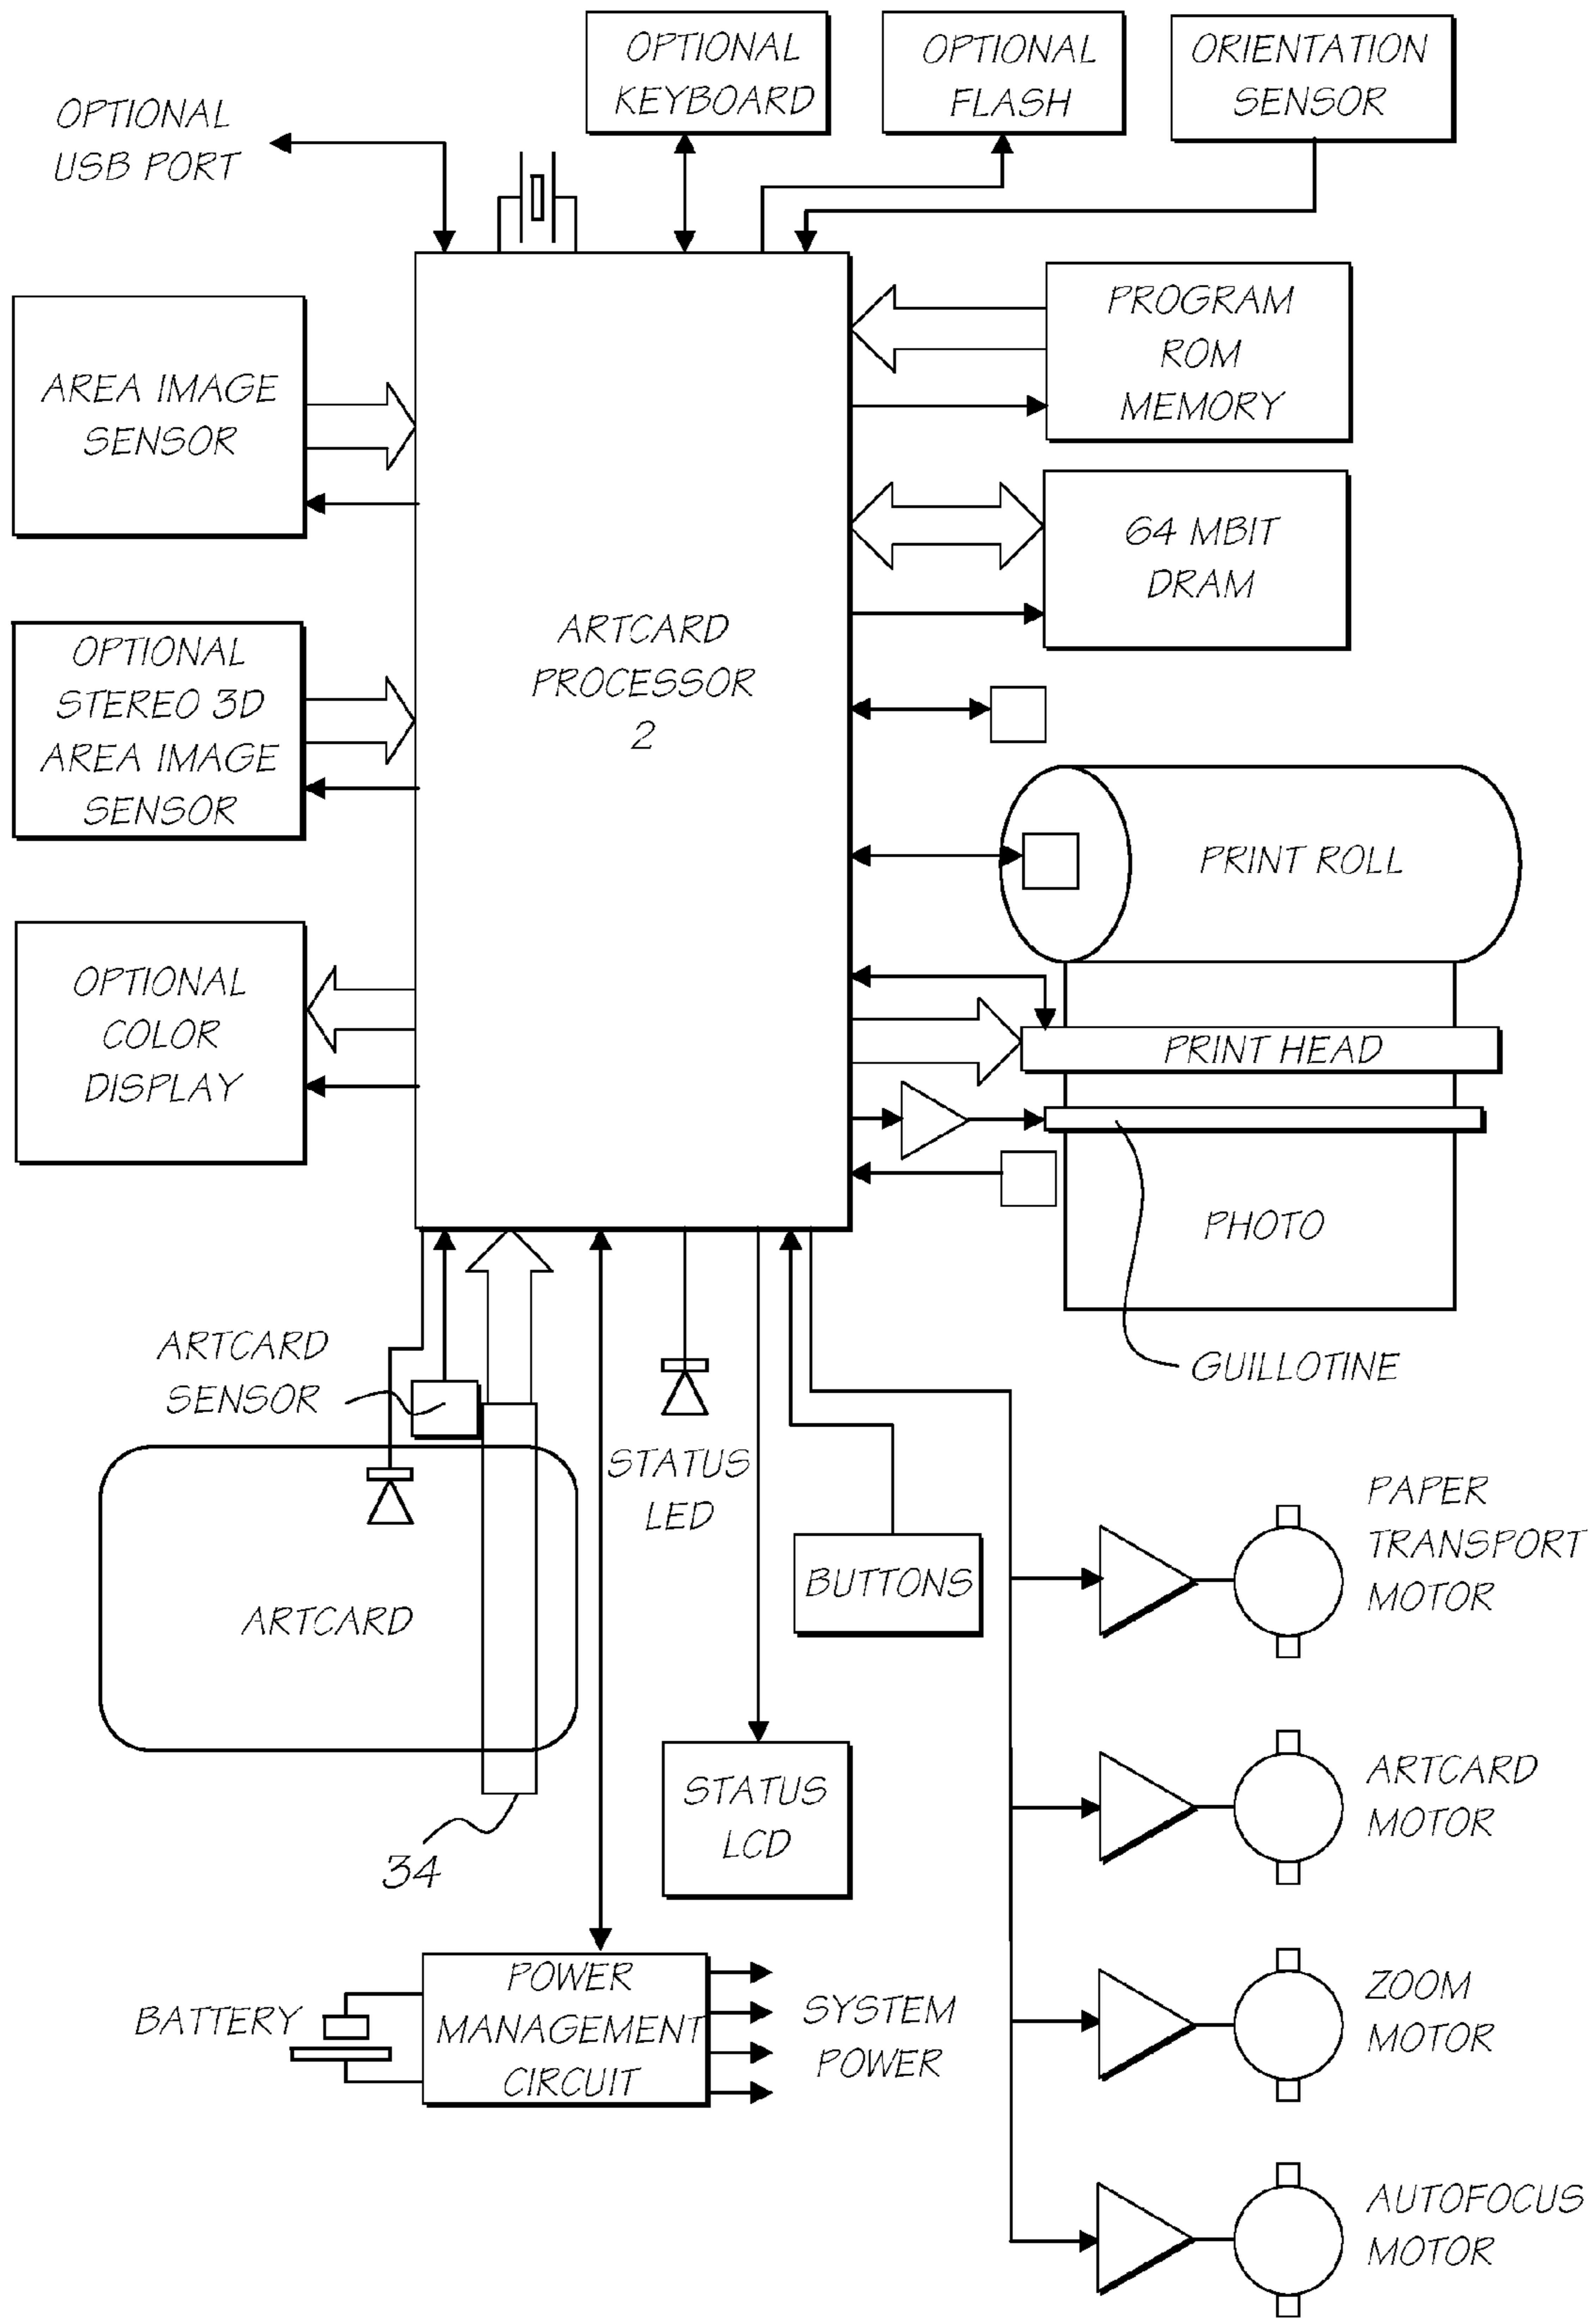 OPTIONAL
KEYBOARD
OPTIONAL
FLASH
ORIENTATION
SENSOR
OPTIONAL
USB PORT
PROGRAM
ROM
MEMORY
AREA IMAGE
SENSOR
64 MBIT
DRAM
ARTCARD
PROCESSOR
2
OPTIONAL
STEREO 3D
AREA IMAGE
SENSOR
PRINT ROLL
OPTIONAL
COLOR
DISPLAY
PRINT HEAD
PHOTO
GUILLOTINE
ARTCARD
SENSOR
STATUS
LED
BUTTONS
PAPER
TRANSPORT
MOTOR
ARTCARD
STATUS
LCD
ARTCARD
MOTOR
34
BATTERY
POWER
MANAGEMENT
CIRCUIT
SYSTEM
POWER
ZOOM
MOTOR
AUTOFOCUS
MOTOR